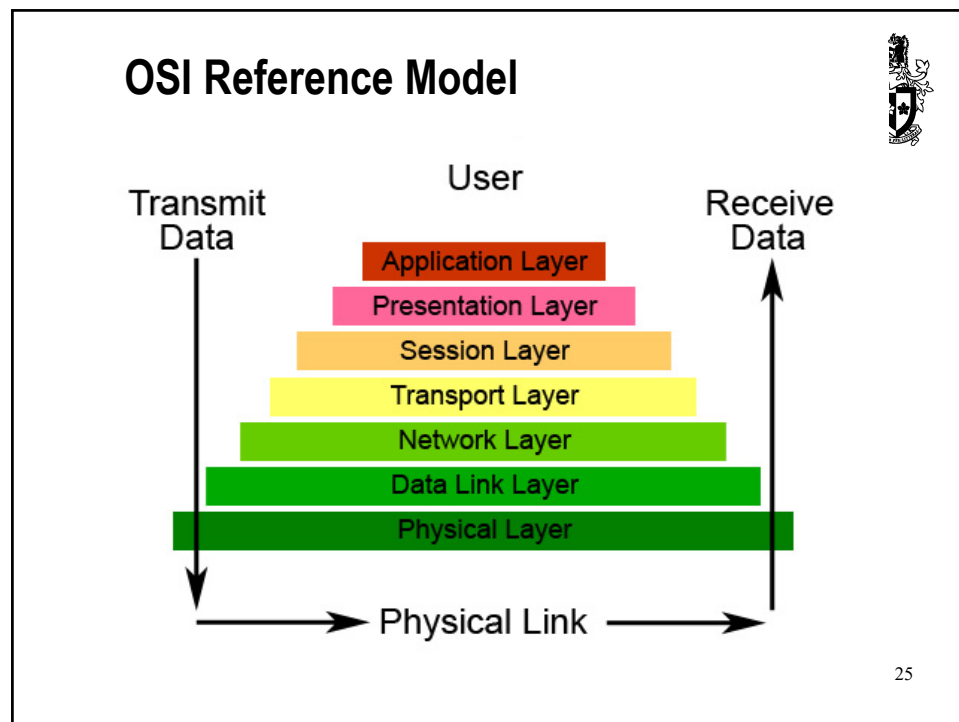 OSI Reference Model
User
Transmit
Data
Receive
Data
Application Layer
Presentation Layer
Session Layer
Transport Layer
Network Layer
Data Link Layer
Physical Layer
Physical Link
25